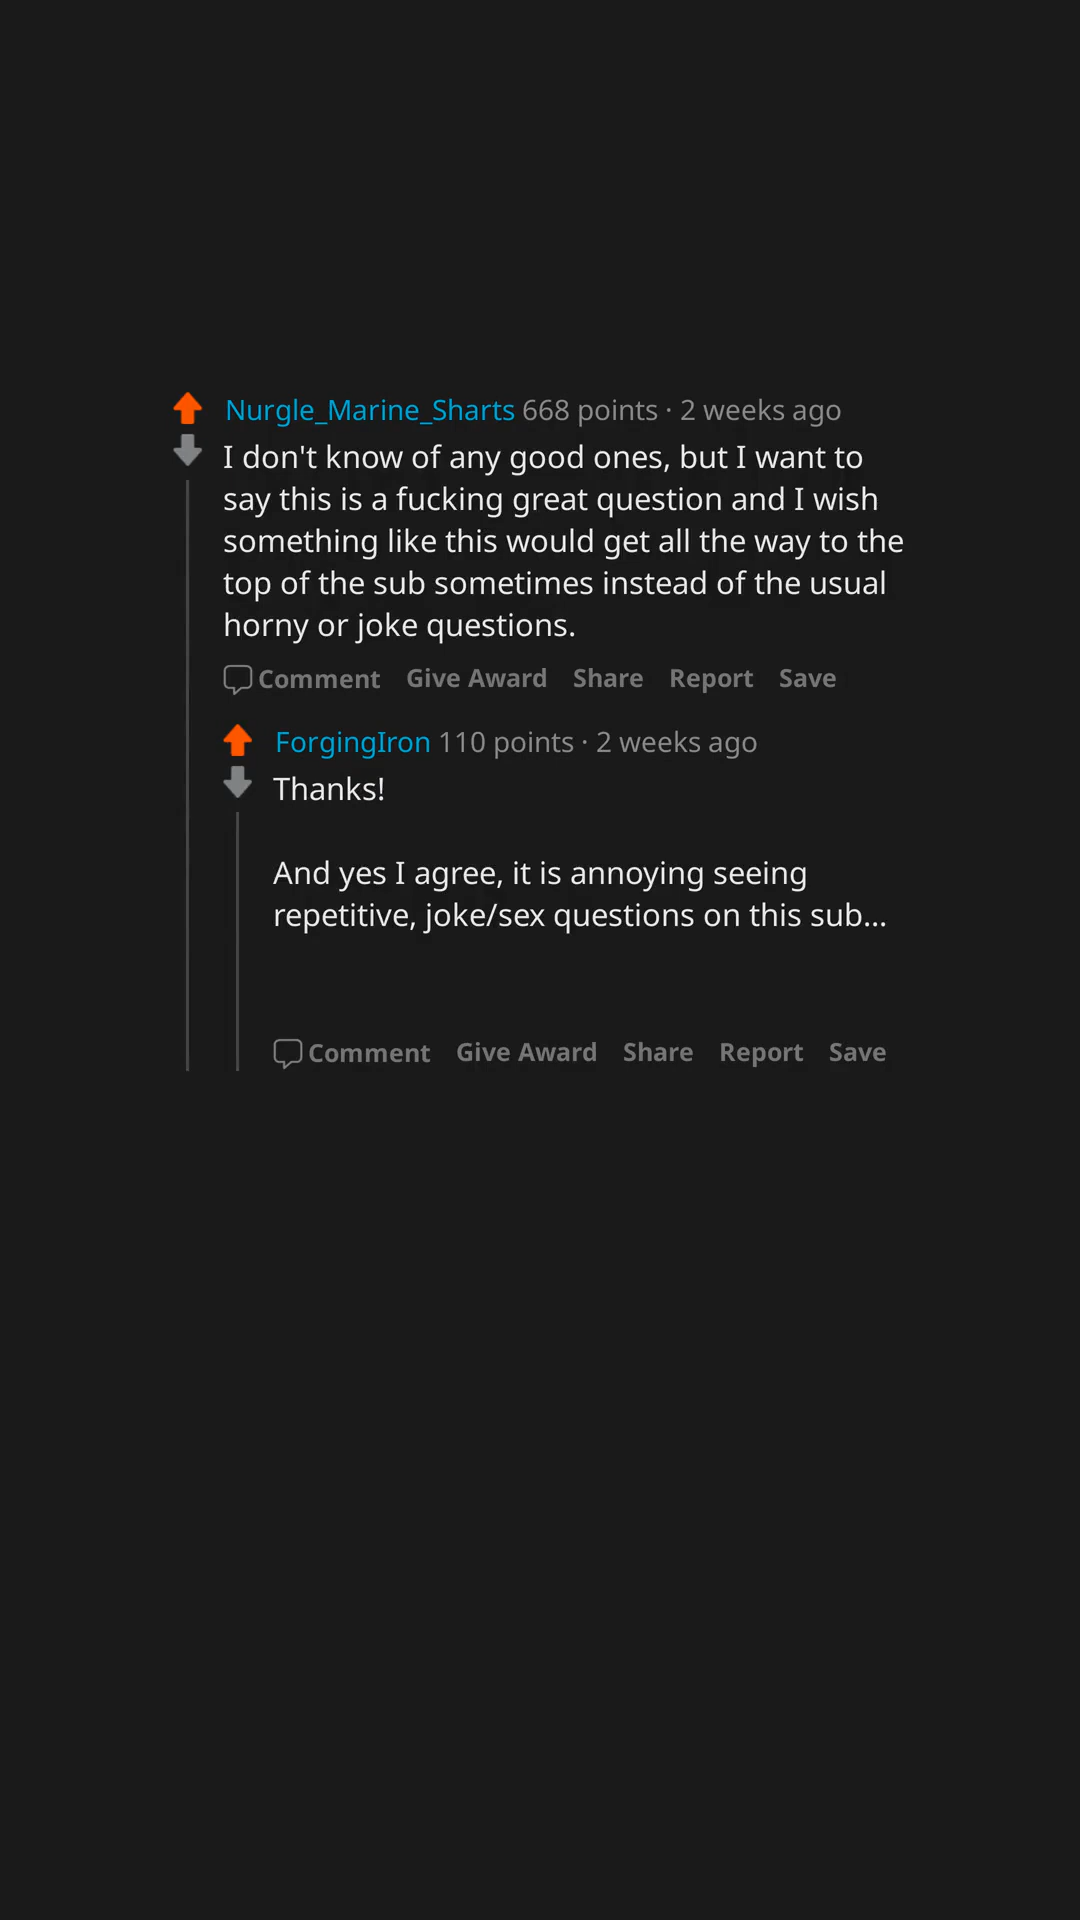 Nurgle_Marine_Sharts 668 points · 2 weeks ago
I don't know of any good ones, but I want to
say this is a fucking great question and I wish
something like this would get all the way to the
top of the sub sometimes instead of the usual
horny or joke questions.
Comment Give Award Share Report Save
ForgingIron 110 points · 2 weeks ago
Thanks!
And yes I agree, it is annoying seeing
repetitive, joke/sex questions on this sub...
Comment Give Award Share Report Save